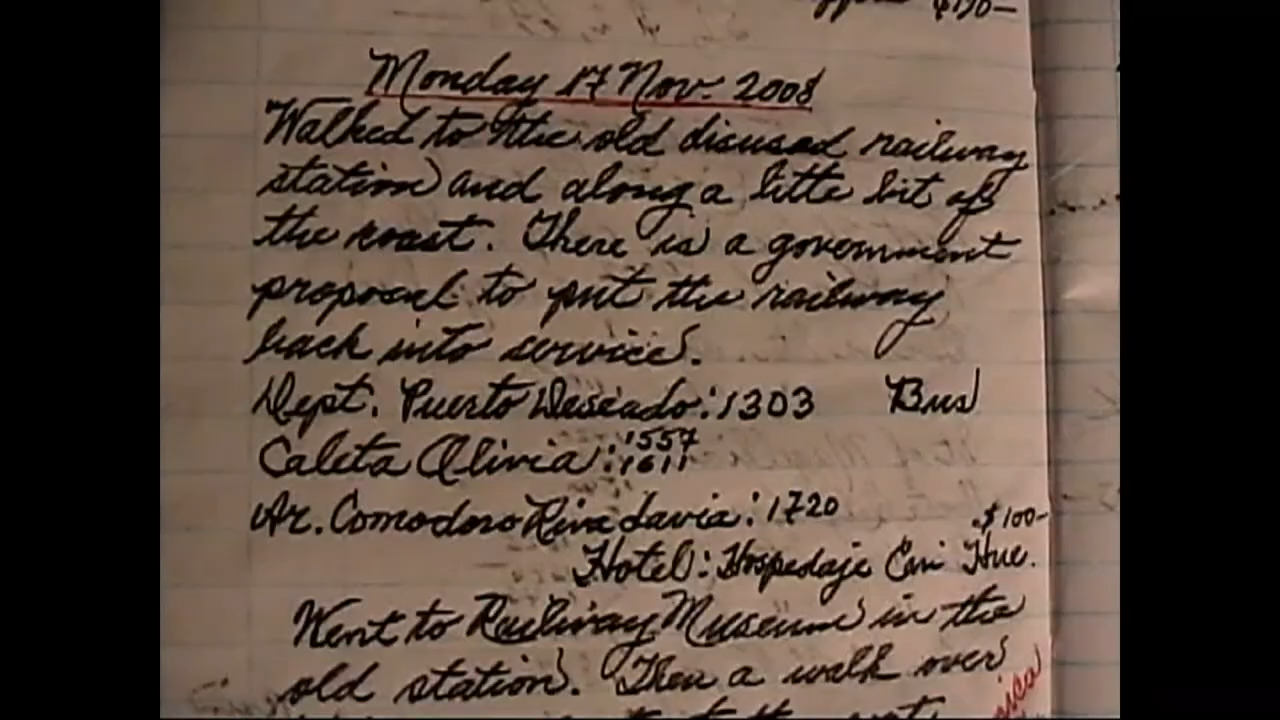 $190-
Monday 17 Nov. 2008
Walked to the old disused railway
station and along a little bit of
the coast. There is a government
proposal to put the railway
back into service.
Dept. Puerto Deseado: 1303 Bus
Caleta Olivia: 1557
1611
Ar. Comodoro Rivadavia: 1720
$100-
Hotel: Hospedaje Cari Hue.
Went to Railway Museum in the
old station. Then a walk over